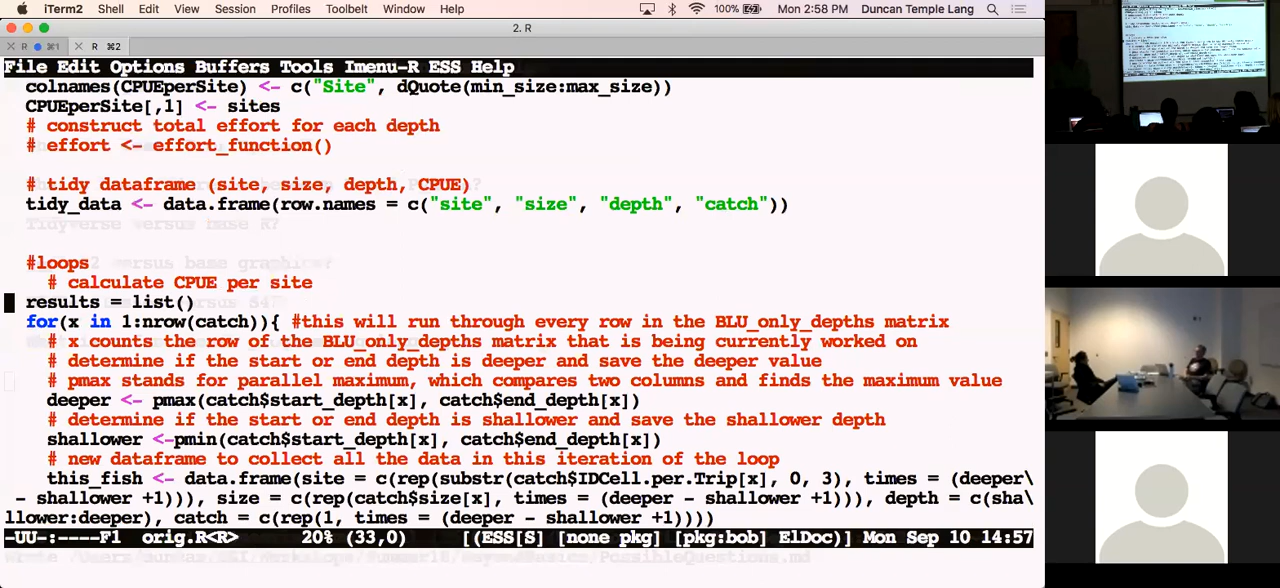 iTerm2 Shell Edit View Session Profiles Toolbelt Window Help 100% Mon 2:58 PM Duncan Temple Lang
2. R
R ⌘1 R ⌘2
File Edit Options Buffers Tools Imenu-R ESS Help
colnames(CPUEperSite) <- c("Site", dQuote(min_size:max_size))
CPUEperSite[,1] <- sites
# construct total effort for each depth
# effort <- effort_function()
# tidy dataframe (site, size, depth, CPUE)
tidy_data <- data.frame(row.names = c("site", "size", "depth", "catch"))
Tidyverse versus base R?
#loops
# calculate CPUE per site
results = list()
for(x in 1:nrow(catch)){ #this will run through every row in the BLU_only_depths matrix
# x counts the row of the BLU_only_depths matrix that is being currently worked on
# determine if the start or end depth is deeper and save the deeper value
# pmax stands for parallel maximum, which compares two columns and finds the maximum value
deeper <- pmax(catch$start_depth[x], catch$end_depth[x])
# determine if the start or end depth is shallower and save the shallower depth
shallower <-pmin(catch$start_depth[x], catch$end_depth[x])
# new dataframe to collect all the data in this iteration of the loop
this_fish <- data.frame(site = c(rep(substr(catch$IDCell.per.Trip[x], 0, 3), times = (deeper\
- shallower +1))), size = c(rep(catch$size[x], times = (deeper - shallower +1))), depth = c(sha\
llower:deeper), catch = c(rep(1, times = (deeper - shallower +1))))
-UU-:----F1 orig.R<R> 20% (33,0) [(ESS[S] [none pkg] [pkg:bob] ElDoc)] Mon Sep 10 14:57